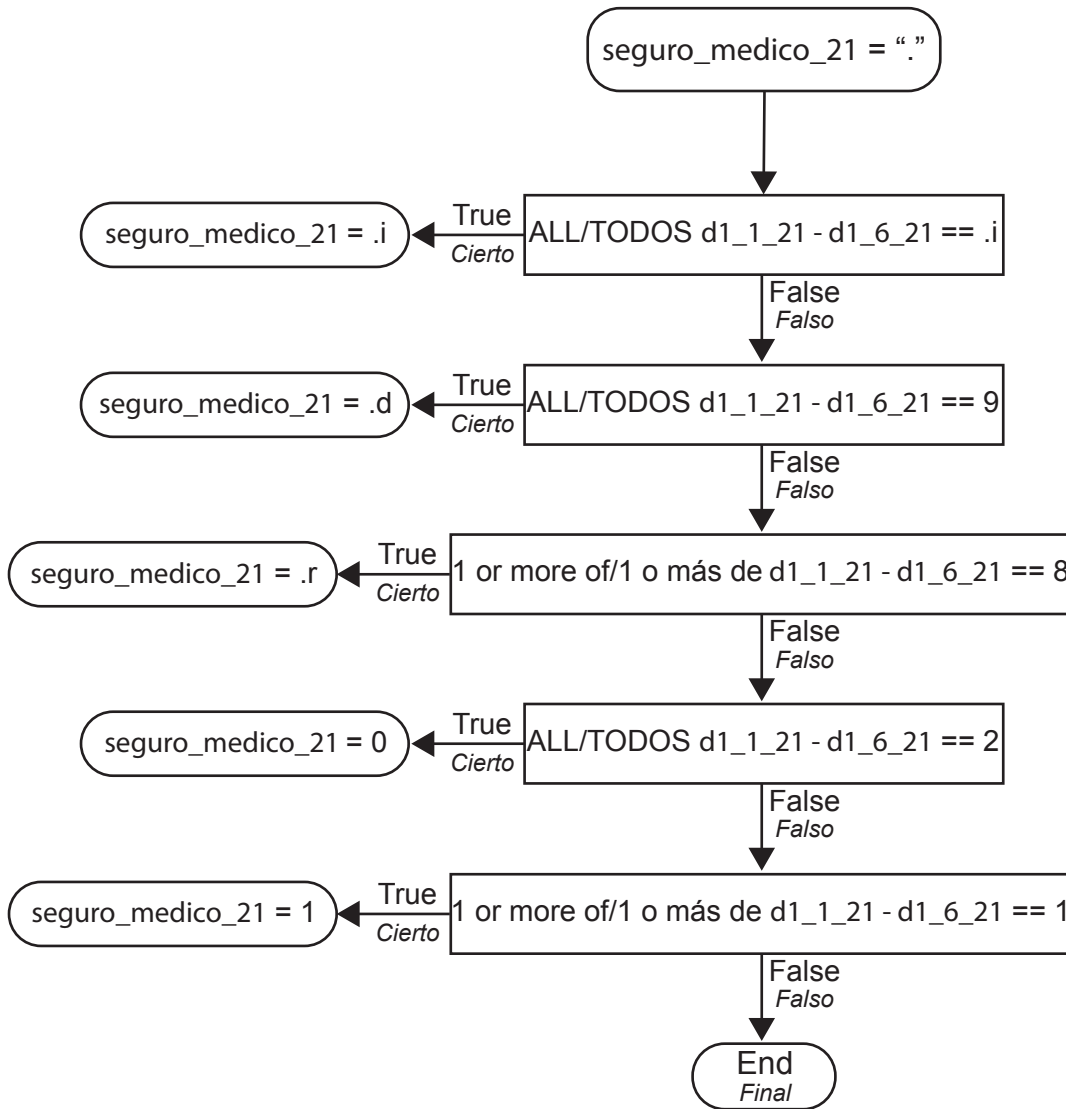 seguro_medico_21 = “.”
True
Cierto
seguro_medico_21 = .i
ALL/TODOS d1_1_21 - d1_6_21 == .i
False
Falso
True
Cierto
seguro_medico_21 = .d
ALL/TODOS d1_1_21 - d1_6_21 == 9
False
Falso
True
Cierto
seguro_medico_21 = .r
1 or more of/1 o más de d1_1_21 - d1_6_21 == 8
False
Falso
True
Cierto
seguro_medico_21 = 0
ALL/TODOS d1_1_21 - d1_6_21 == 2
False
Falso
True
Cierto
seguro_medico_21 = 1
1 or more of/1 o más de d1_1_21 - d1_6_21 == 1
False
Falso
End
Final